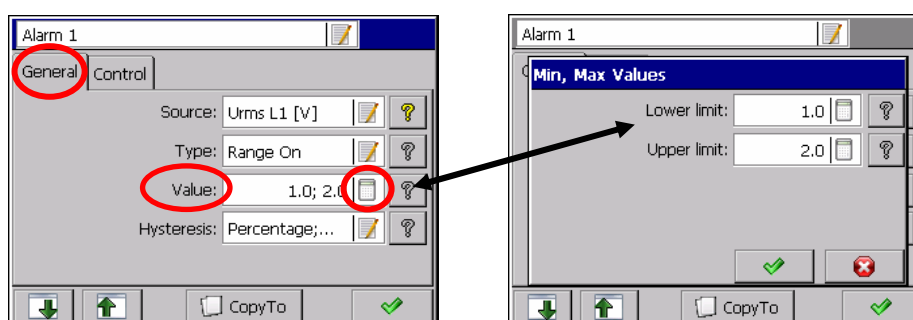 Alarm 1
General Control
Source: Urms L1 [V]
Type: Range On
Value: 1.0; 2.0
Hysteresis: Percentage;...
CopyTo
Alarm 1
Min, Max Values
Lower limit: 1.0
Upper limit: 2.0
CopyTo